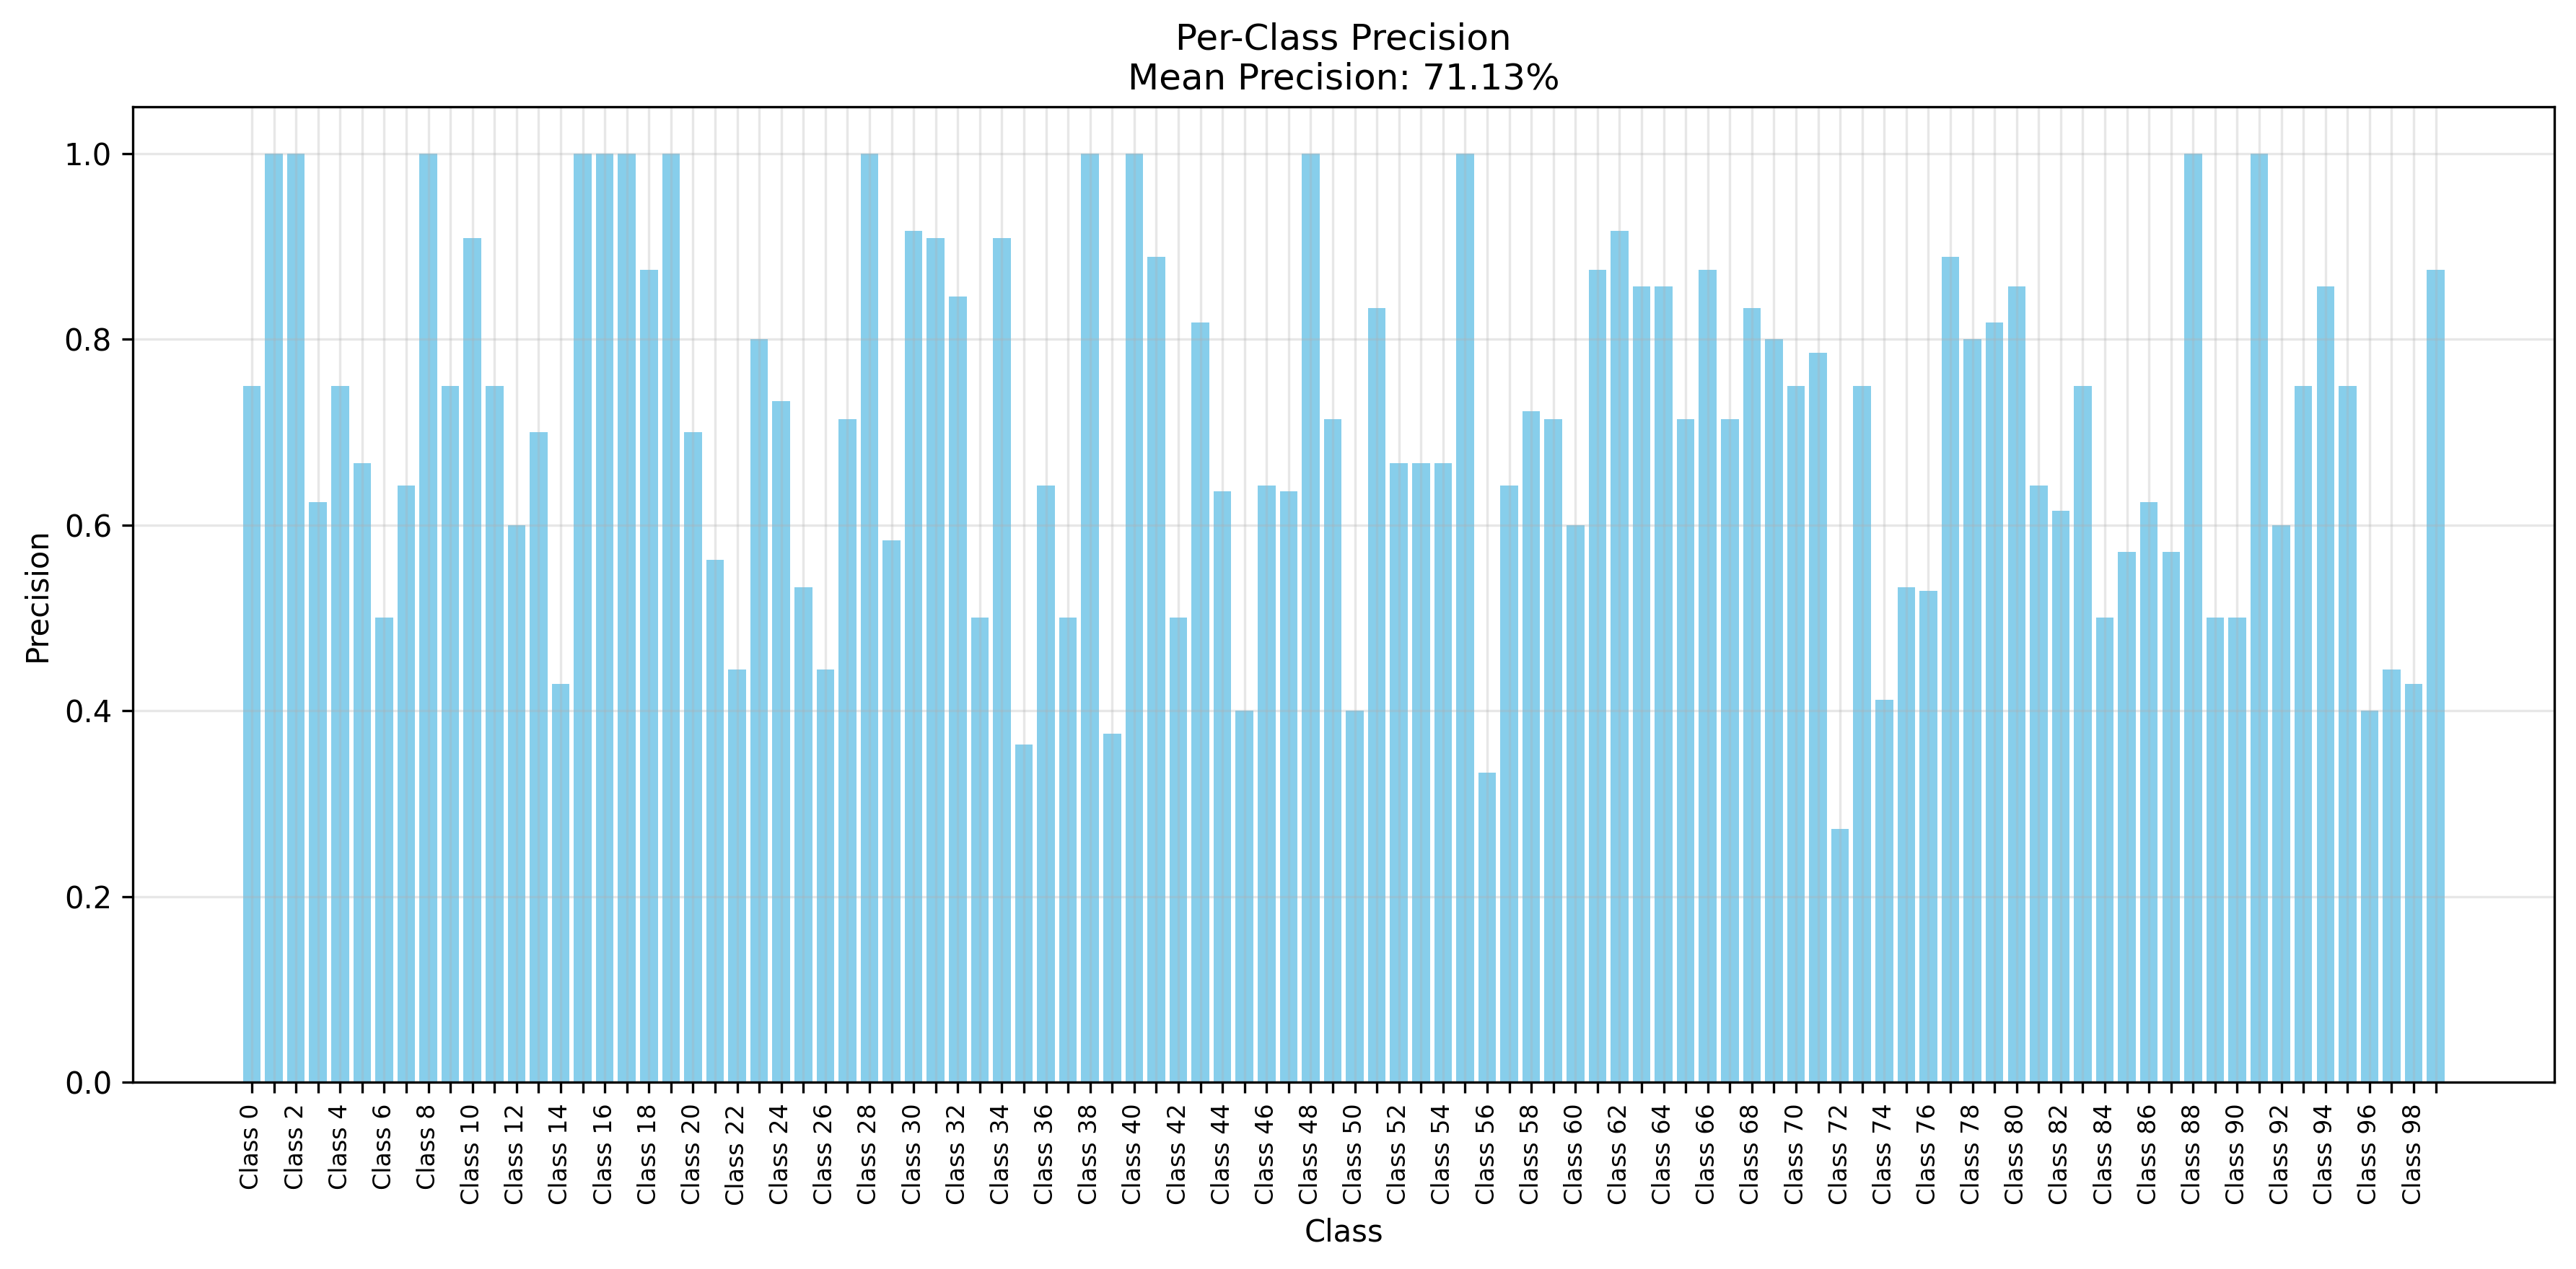 Per-Class Precision
Mean Precision: 71.13%
Precision
1.0
0.8
0.6
0.4
0.2
0.0
Class 0
Class 2
Class 4
Class 6
Class 8
Class 10
Class 12
Class 14
Class 16
Class 18
Class 20
Class 22
Class 24
Class 26
Class 28
Class 30
Class 32
Class 34
Class 36
Class 38
Class 40
Class 42
Class 44
Class 46
Class 48
Class 50
Class 52
Class 54
Class 56
Class 58
Class 60
Class 62
Class 64
Class 66
Class 68
Class 70
Class 72
Class 74
Class 76
Class 78
Class 80
Class 82
Class 84
Class 86
Class 88
Class 90
Class 92
Class 94
Class 96
Class 98
Class